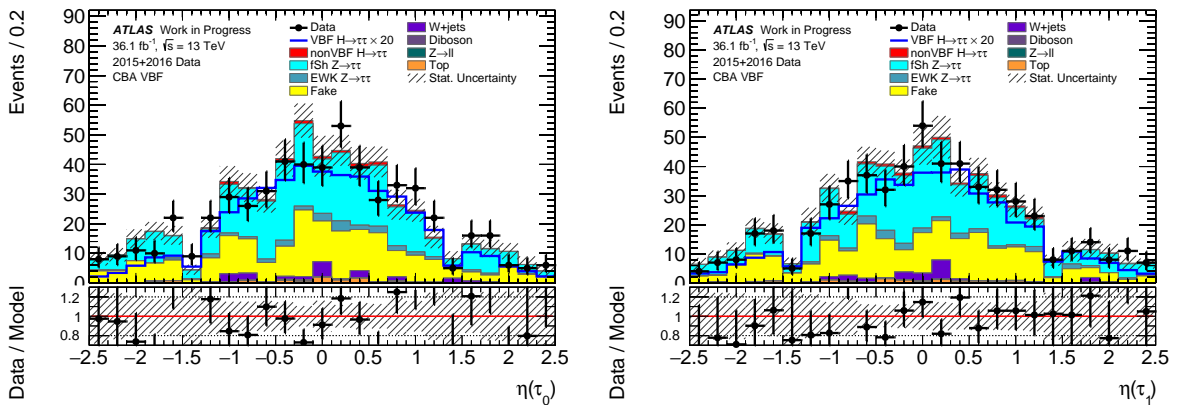 Events / 0.2
90
80
70
60
50
40
30
20
10
0
ATLAS Work in Progress
36.1 fb⁻¹, √s = 13 TeV
2015+2016 Data
CBA VBF
Data
VBF H→ττ × 20
nonVBF H→ττ
fSh Z→ττ
EWK Z→ττ
Fake
W+jets
Diboson
Z→ll
Top
Stat. Uncertainty
Data / Model
1.2
1
0.8
−2.5 −2 −1.5 −1 −0.5 0 0.5 1 1.5 2 2.5
η(τ₀)
Events / 0.2
90
80
70
60
50
40
30
20
10
0
ATLAS Work in Progress
36.1 fb⁻¹, √s = 13 TeV
2015+2016 Data
CBA VBF
Data
VBF H→ττ × 20
nonVBF H→ττ
fSh Z→ττ
EWK Z→ττ
Fake
W+jets
Diboson
Z→ll
Top
Stat. Uncertainty
Data / Model
1.2
1
0.8
−2.5 −2 −1.5 −1 −0.5 0 0.5 1 1.5 2 2.5
η(τ₁)